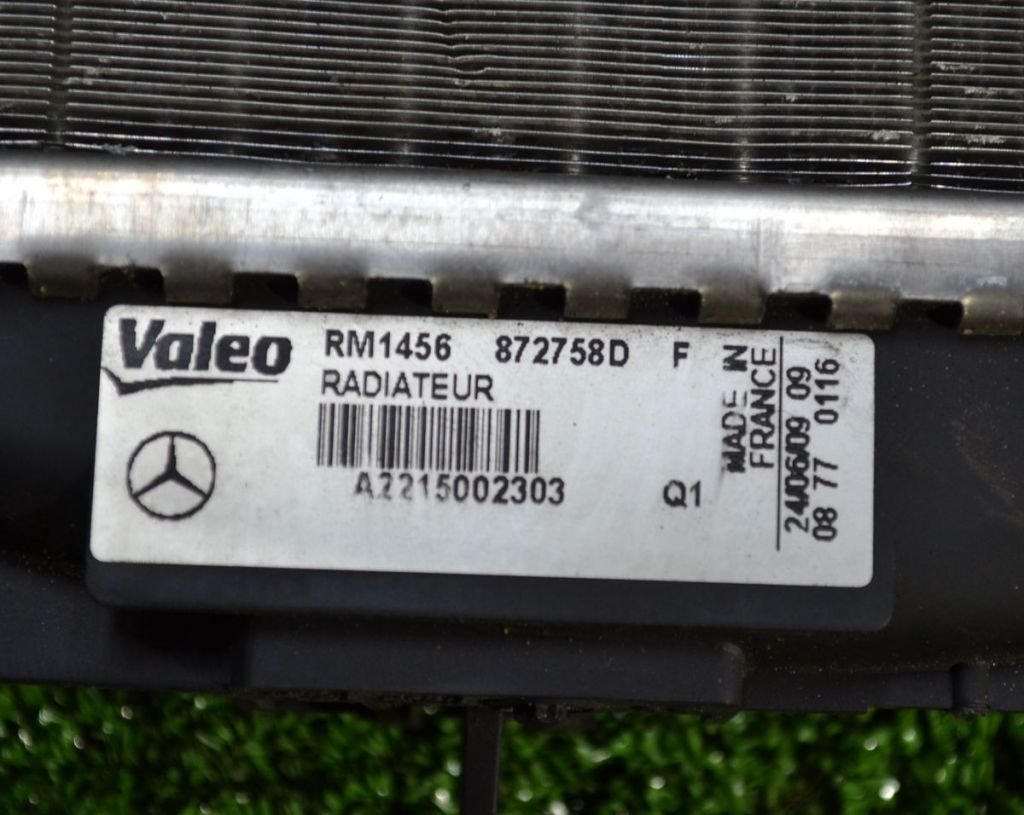 Valeo
RM1456 872758D F
RADIATEUR
A2215002303
Q1
MADE IN
FRANCE
24/06/09 09
08 77 0116